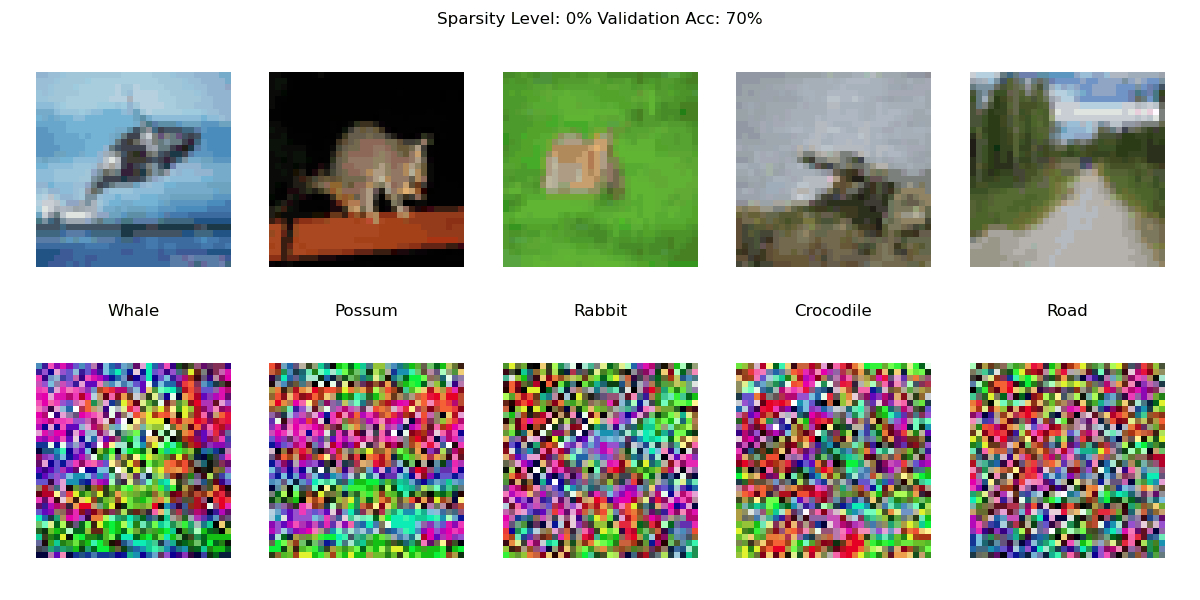 Sparsity Level: 0% Validation Acc: 70%
Whale
Possum
Rabbit
Crocodile
Road